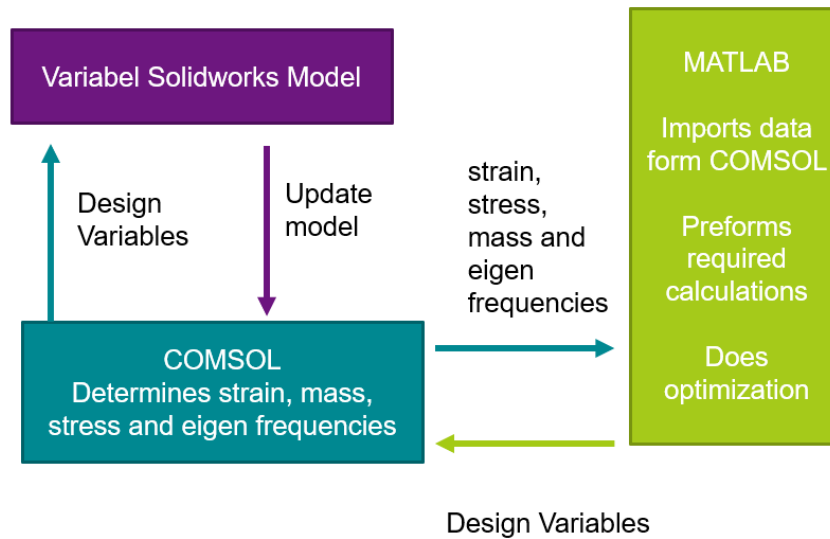 Variabel Solidworks Model
Design
Variables
Update
model
COMSOL
Determines strain, mass,
stress and eigen frequencies
strain,
stress,
mass and
eigen
frequencies
MATLAB
Imports data
form COMSOL
Preforms
required
calculations
Does
optimization
Design Variables